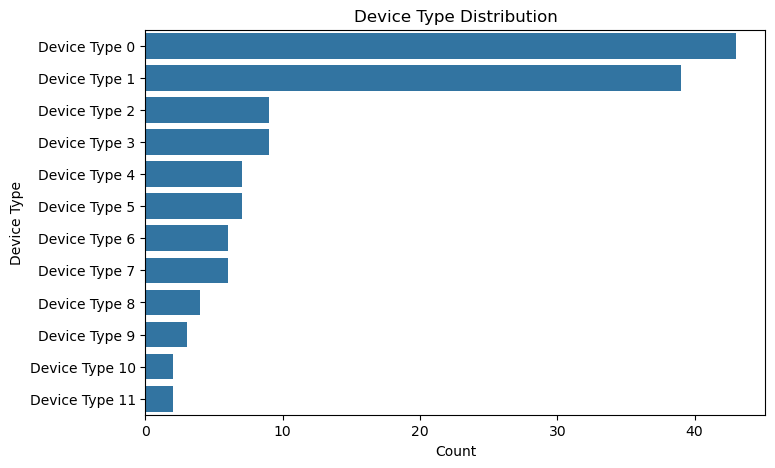 Device Type Distribution
Device Type
Device Type 0
Device Type 1
Device Type 2
Device Type 3
Device Type 4
Device Type 5
Device Type 6
Device Type 7
Device Type 8
Device Type 9
Device Type 10
Device Type 11
0 10 20 30 40
Count